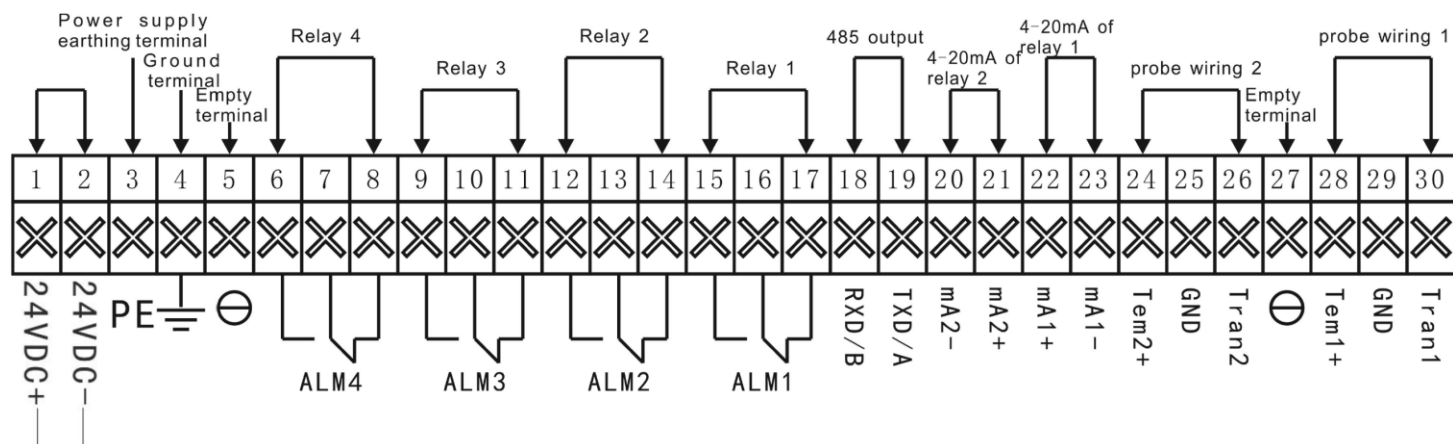 Power supply
earthing terminal
Ground
terminal
Empty
terminal
Relay 4
Relay 3
Relay 2
Relay 1
485 output
4-20mA of
relay 2
4-20mA of
relay 1
probe wiring 2
Empty
terminal
probe wiring 1
1 2 3 4 5 6 7 8 9 10 11 12 13 14 15 16 17 18 19 20 21 22 23 24 25 26 27 28 29 30
24VDC+
24VDC-
PE
ALM4
ALM3
ALM2
ALM1
RXD/B
TXD/A
mA2-
mA2+
mA1+
mA1-
Tem2+
GND
Tran2
Tem1+
GND
Tran1